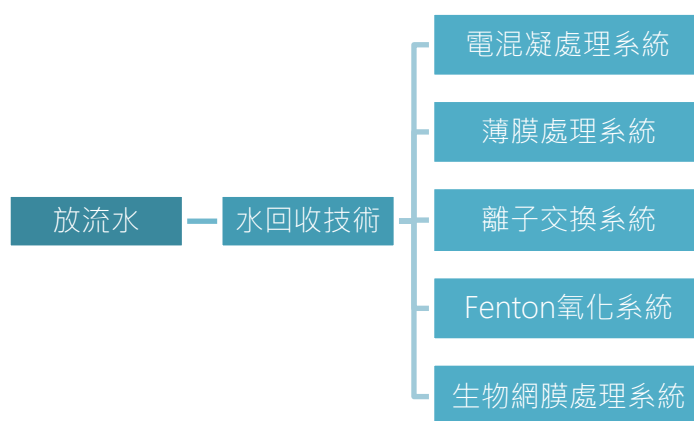 放流水
水回收技術
電混凝處理系統
薄膜處理系統
離子交換系統
Fenton氧化系統
生物網膜處理系統